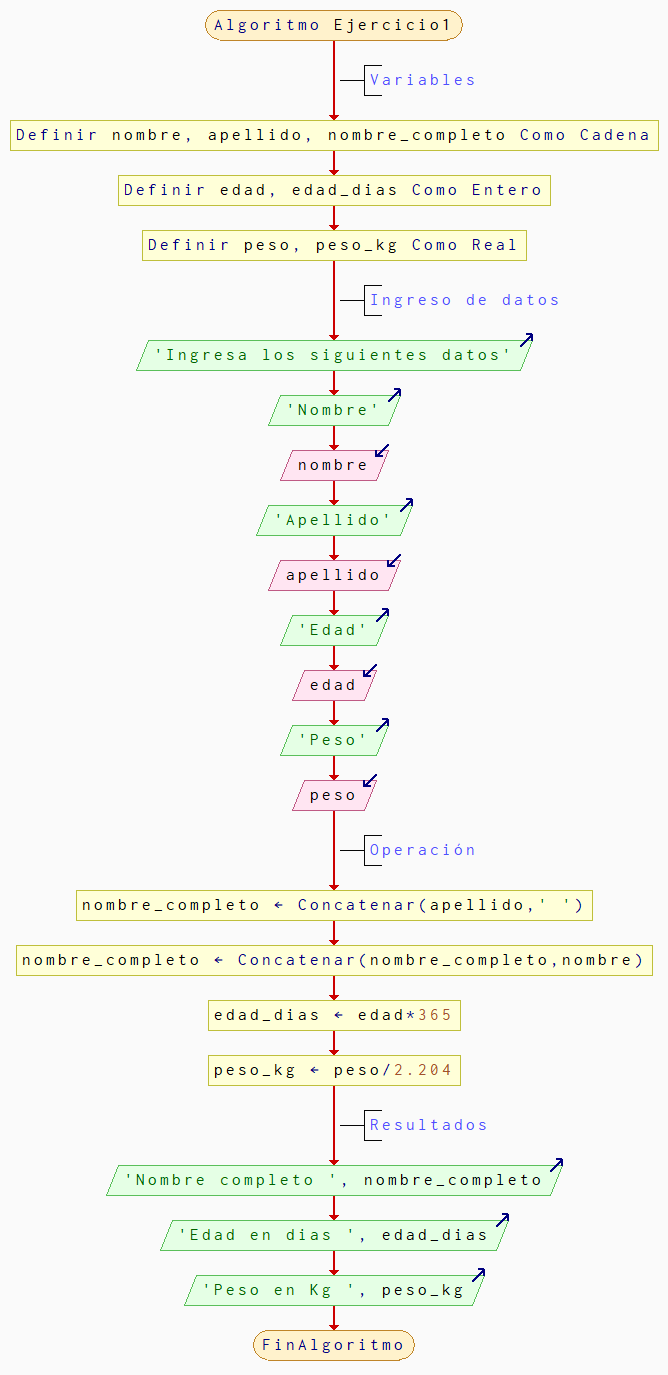 Algoritmo Ejercicio1
Variables
Definir nombre, apellido, nombre_completo Como Cadena
Definir edad, edad_dias Como Entero
Definir peso, peso_kg Como Real
Ingreso de datos
'Ingresa los siguientes datos'
'Nombre'
nombre
'Apellido'
apellido
'Edad'
edad
'Peso'
peso
Operación
nombre_completo ← Concatenar(apellido,' ')
nombre_completo ← Concatenar(nombre_completo,nombre)
edad_dias ← edad*365
peso_kg ← peso/2.204
Resultados
'Nombre completo ', nombre_completo
'Edad en dias ', edad_dias
'Peso en Kg ', peso_kg
FinAlgoritmo